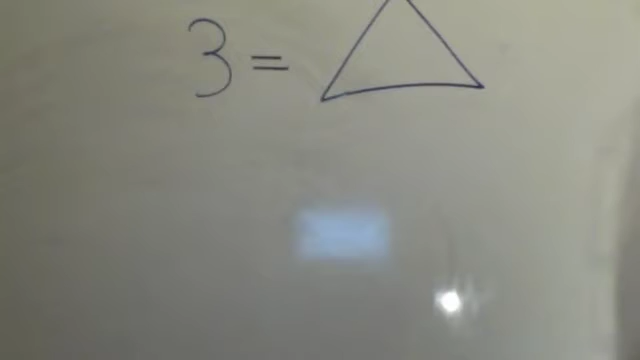 3 = △